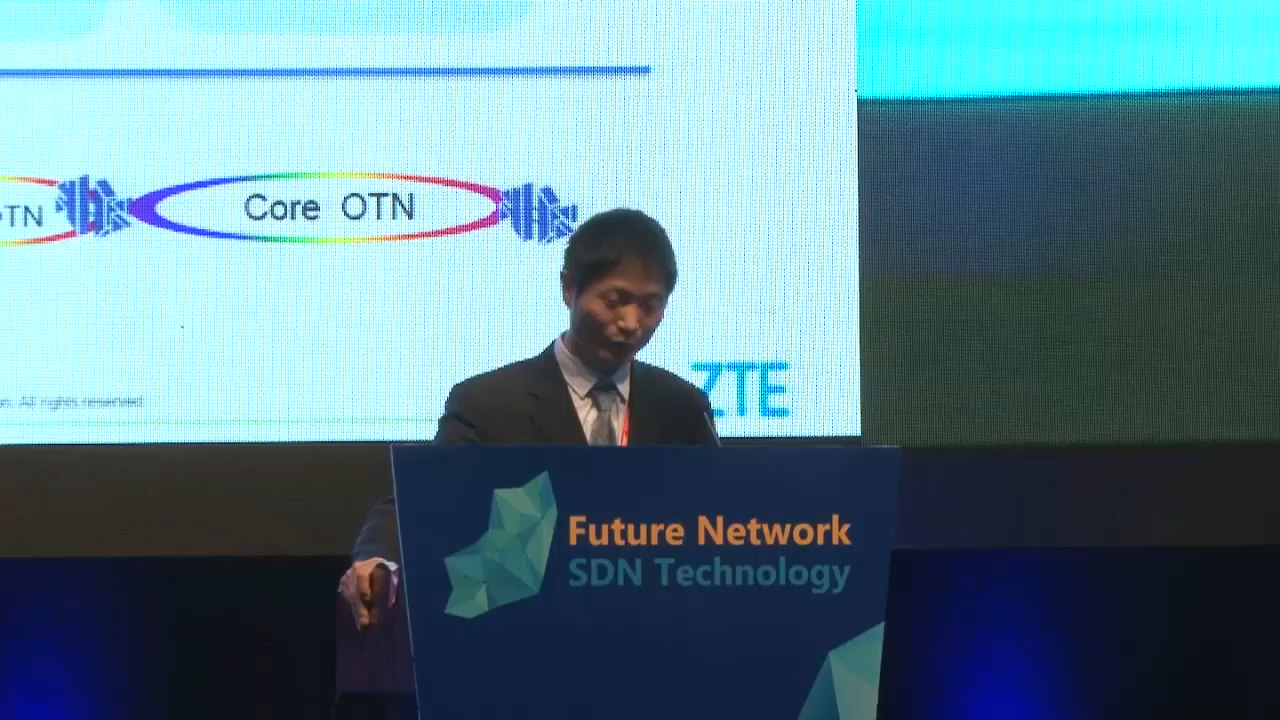 TN
Core OTN
All rights reserved
ZTE
Future Network
SDN Technology